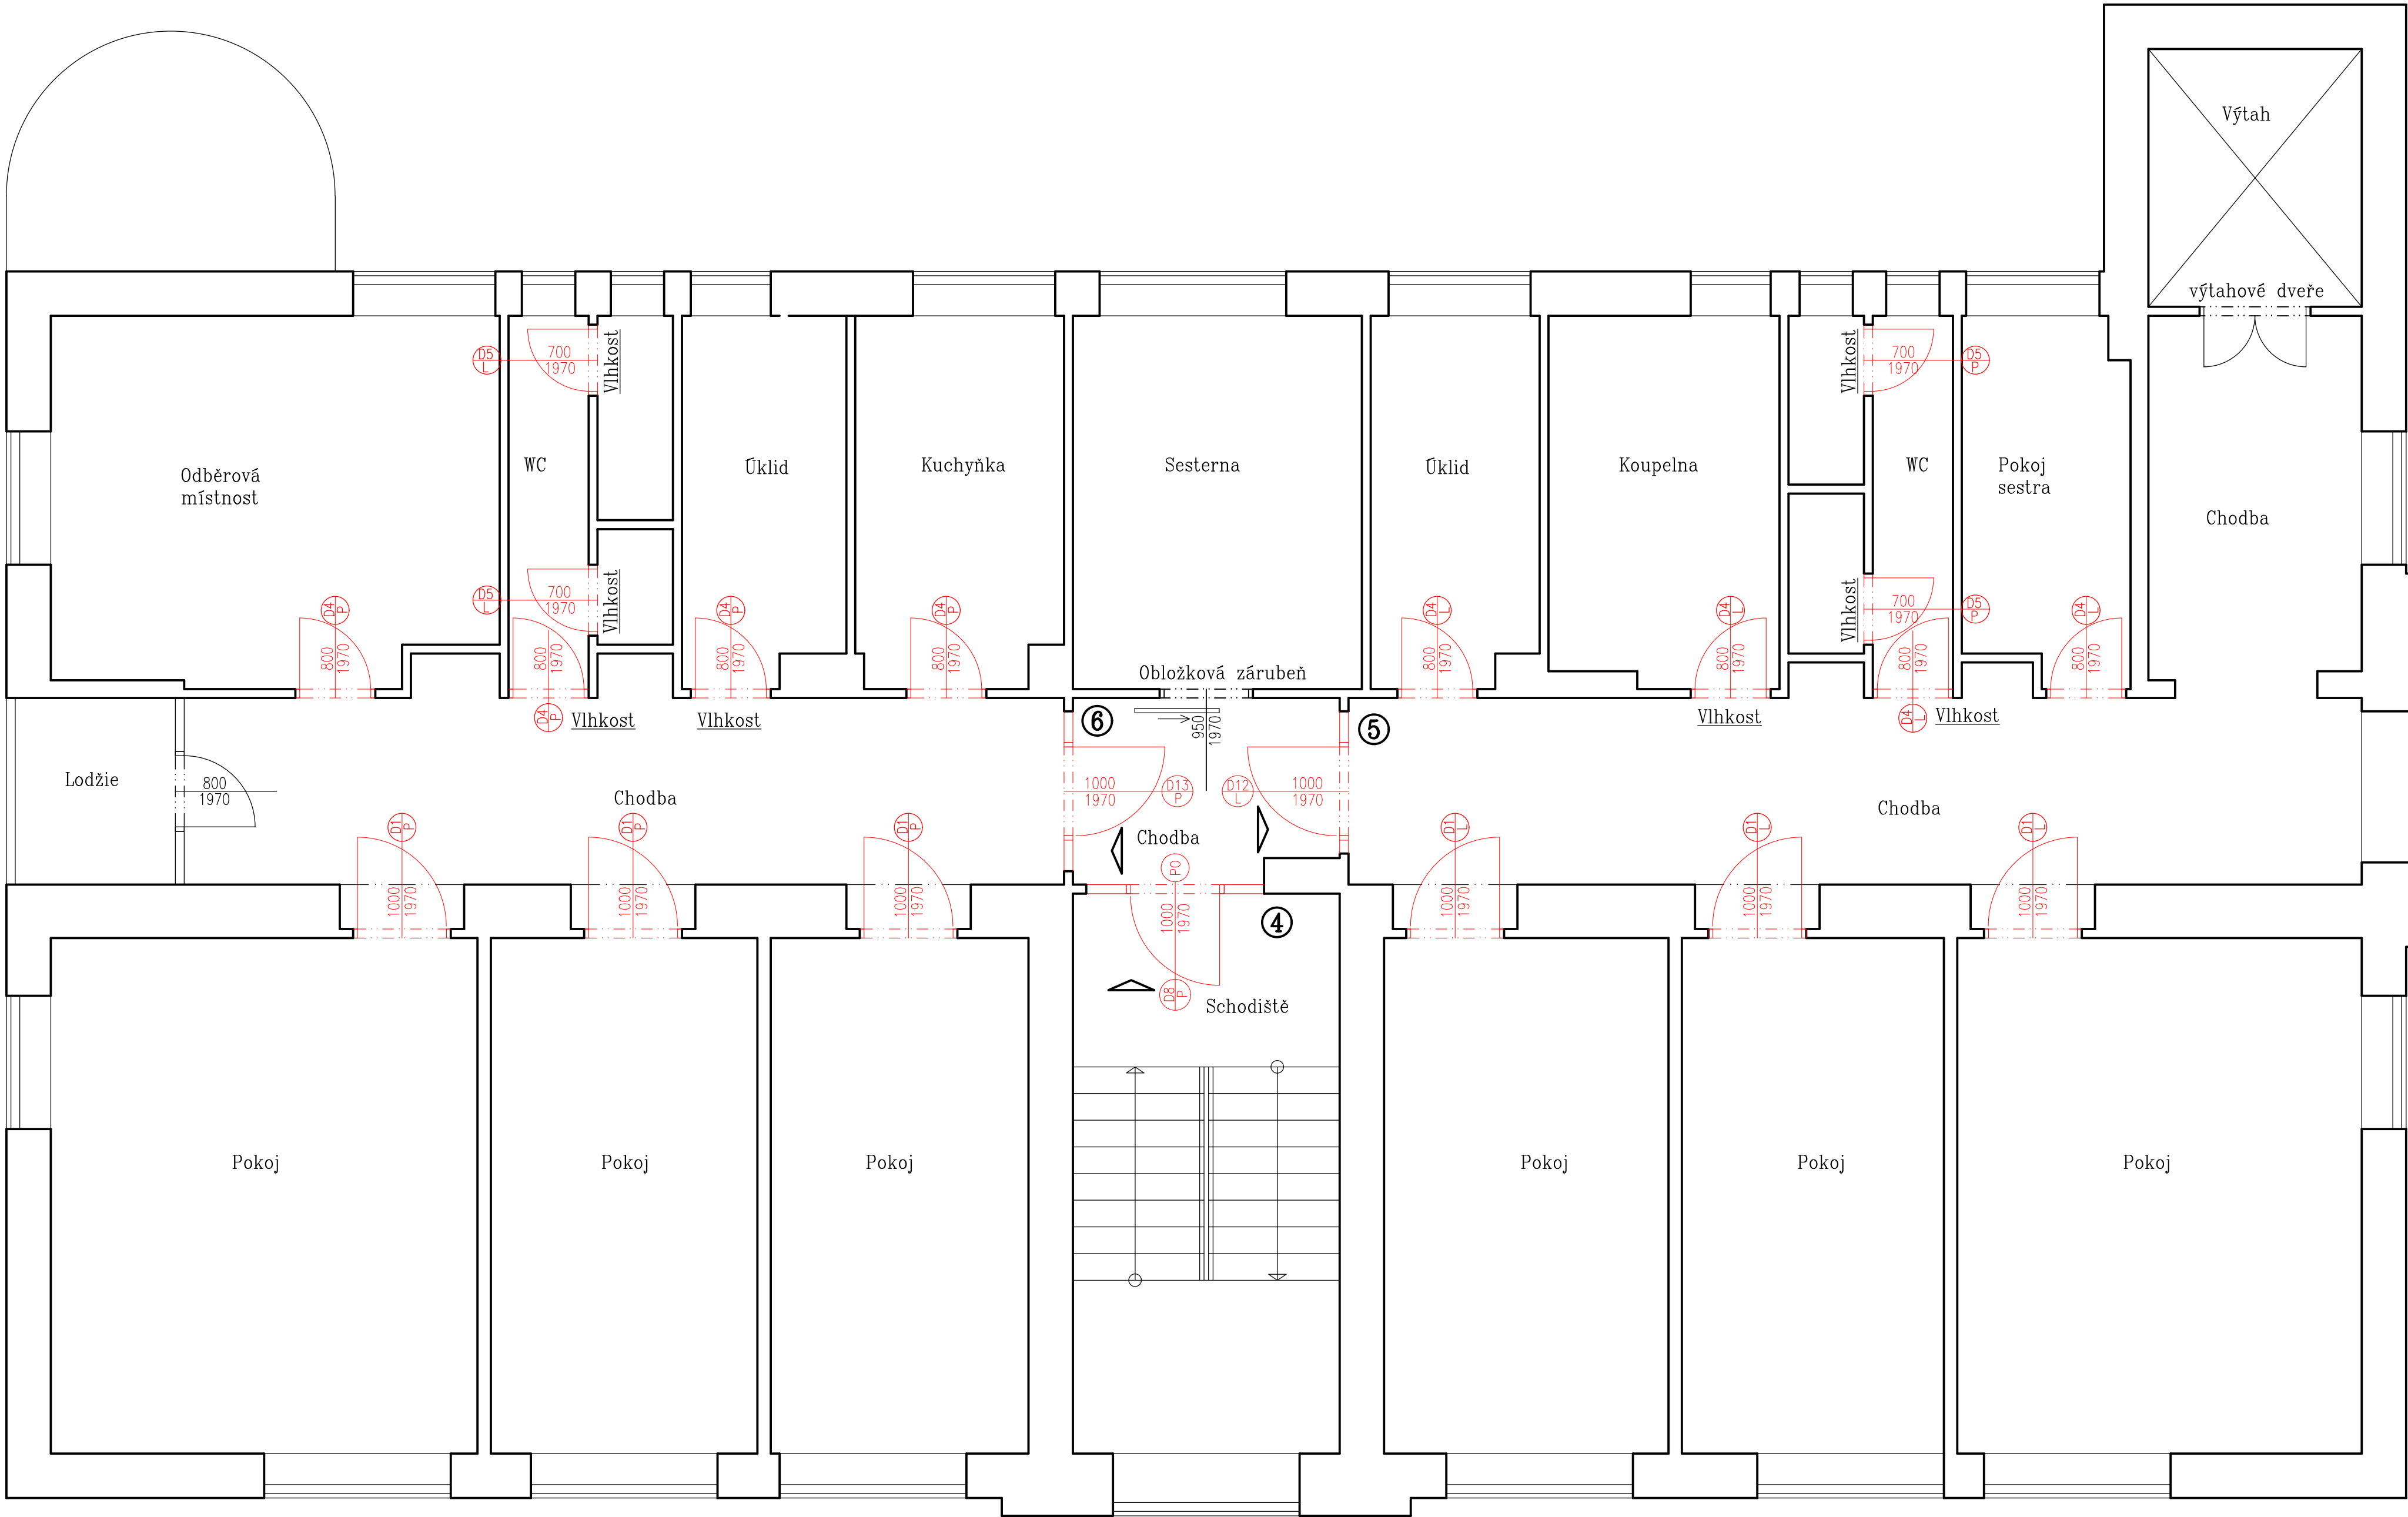 Výtah
výtahové dveře
Vlhkost
D5
L
700
1970
Vlhkost
D5
P
700
1970
Odběrová
místnost
WC
Úklid
Kuchyňka
Sesterna
Úklid
Koupelna
WC
Pokoj
sestra
Chodba
D5
L
700
1970
Vlhkost
Vlhkost
700
1970
D5
P
D4
P
800
1970
800
1970
D4
P
D4
P
800
1970
D4
P
800
1970
D4
L
800
1970
D4
L
800
1970
800
1970
D4
L
D4
L
800
1970
Obložková zárubeň
950
1970
Vlhkost
Vlhkost
6
5
Vlhkost
Vlhkost
Lodžie
800
1970
Chodba
1000
1970
D13
P
D12
L
1000
1970
Chodba
Chodba
D1
P
1000
1970
D1
P
1000
1970
D1
P
1000
1970
PO
1000
1970
D8
P
4
D1
L
1000
1970
D1
L
1000
1970
D1
L
1000
1970
Schodiště
Pokoj
Pokoj
Pokoj
Pokoj
Pokoj
Pokoj